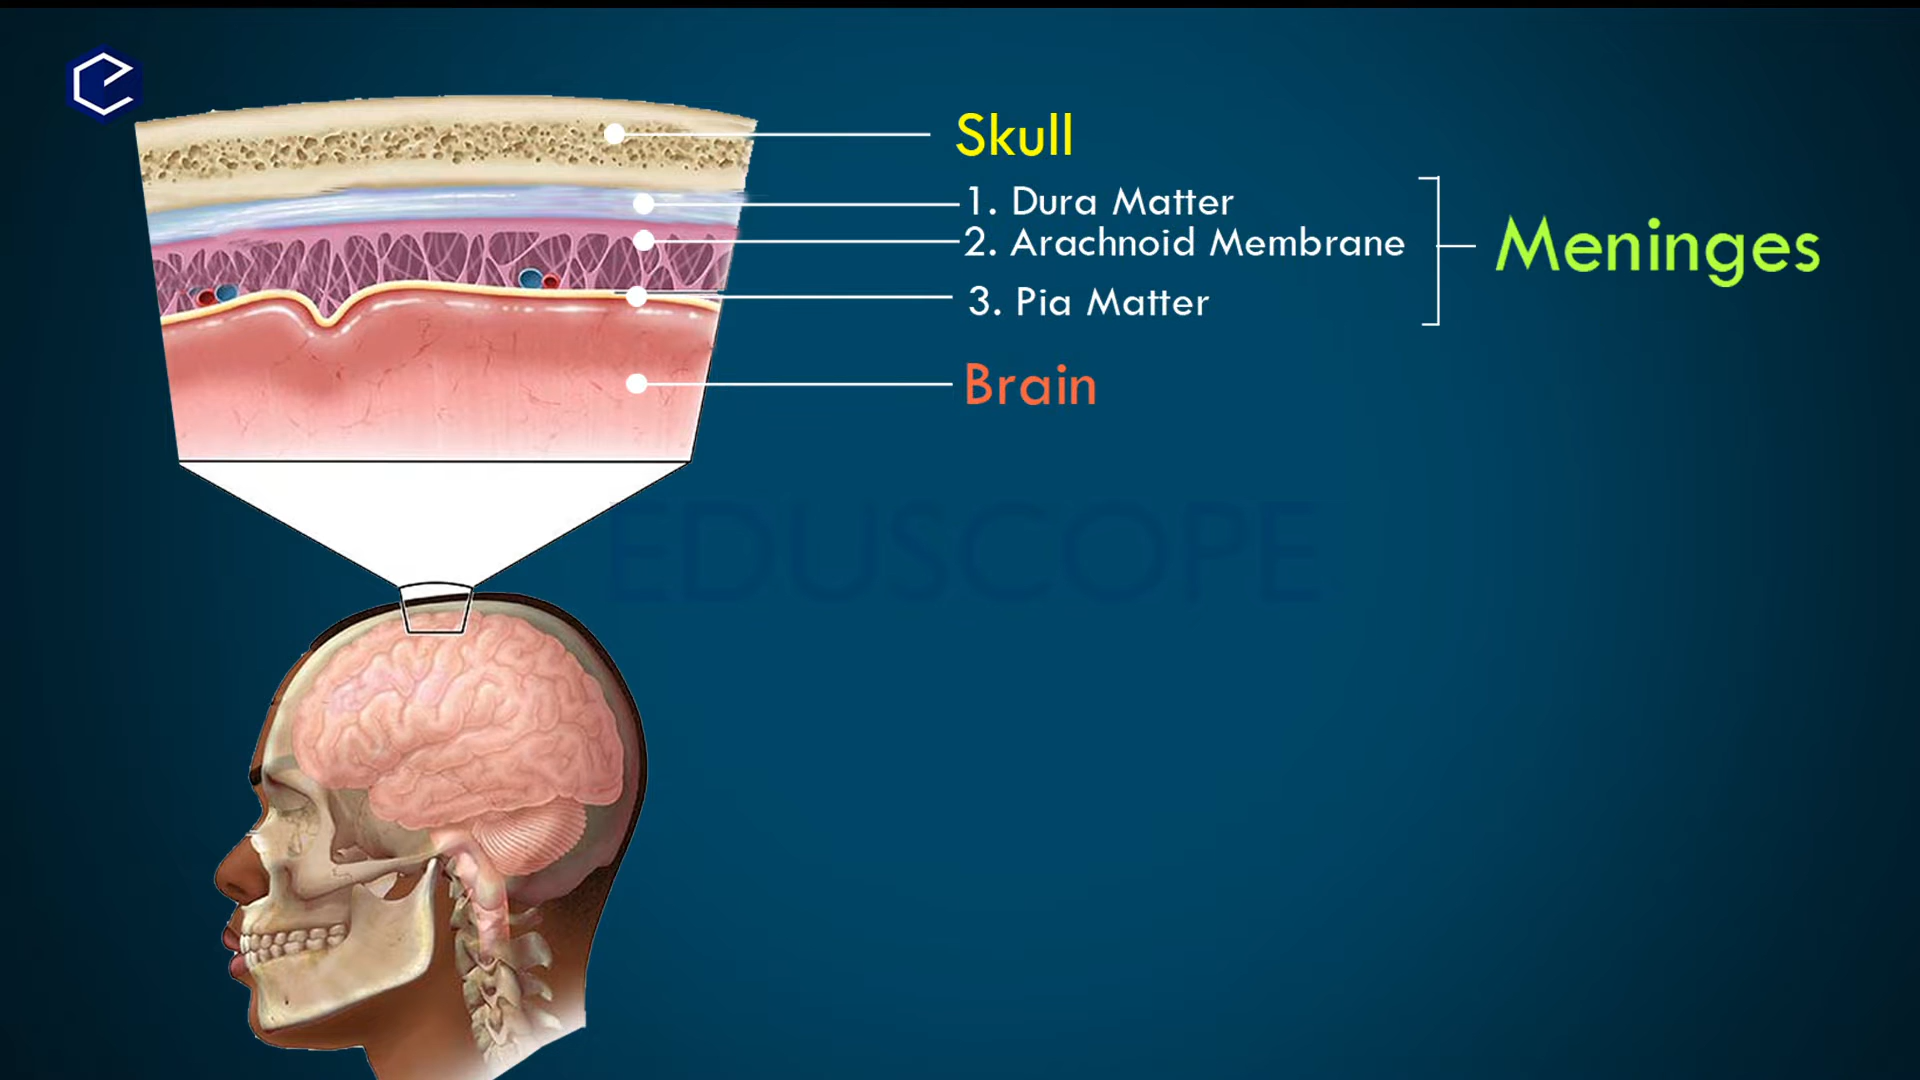 Skull
1. Dura Matter
2. Arachnoid Membrane
3. Pia Matter
Meninges
Brain
EDUSCOPE